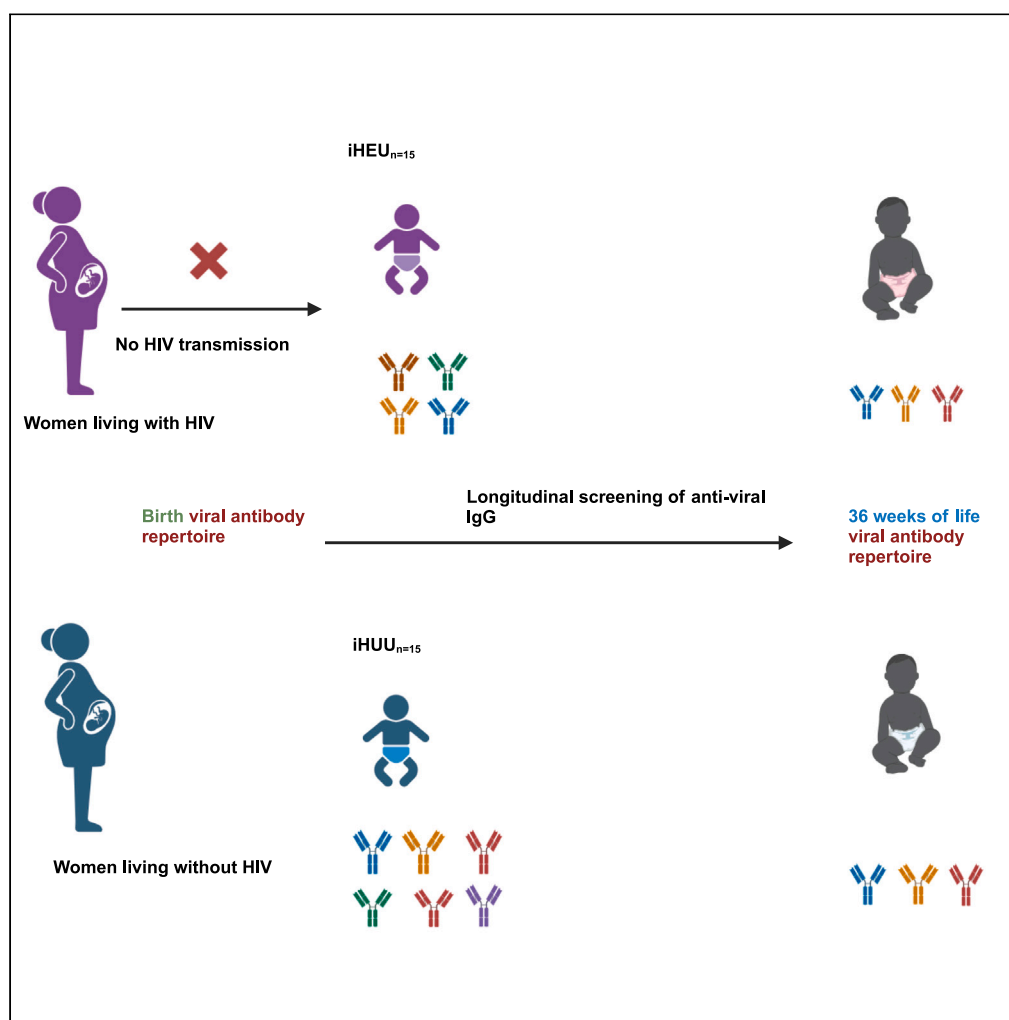 iHEUn=15
No HIV transmission
Women living with HIV
Birth viral antibody
repertoire
Longitudinal screening of anti-viral
IgG
36 weeks of life
viral antibody
repertoire
iHUUn=15
Women living without HIV